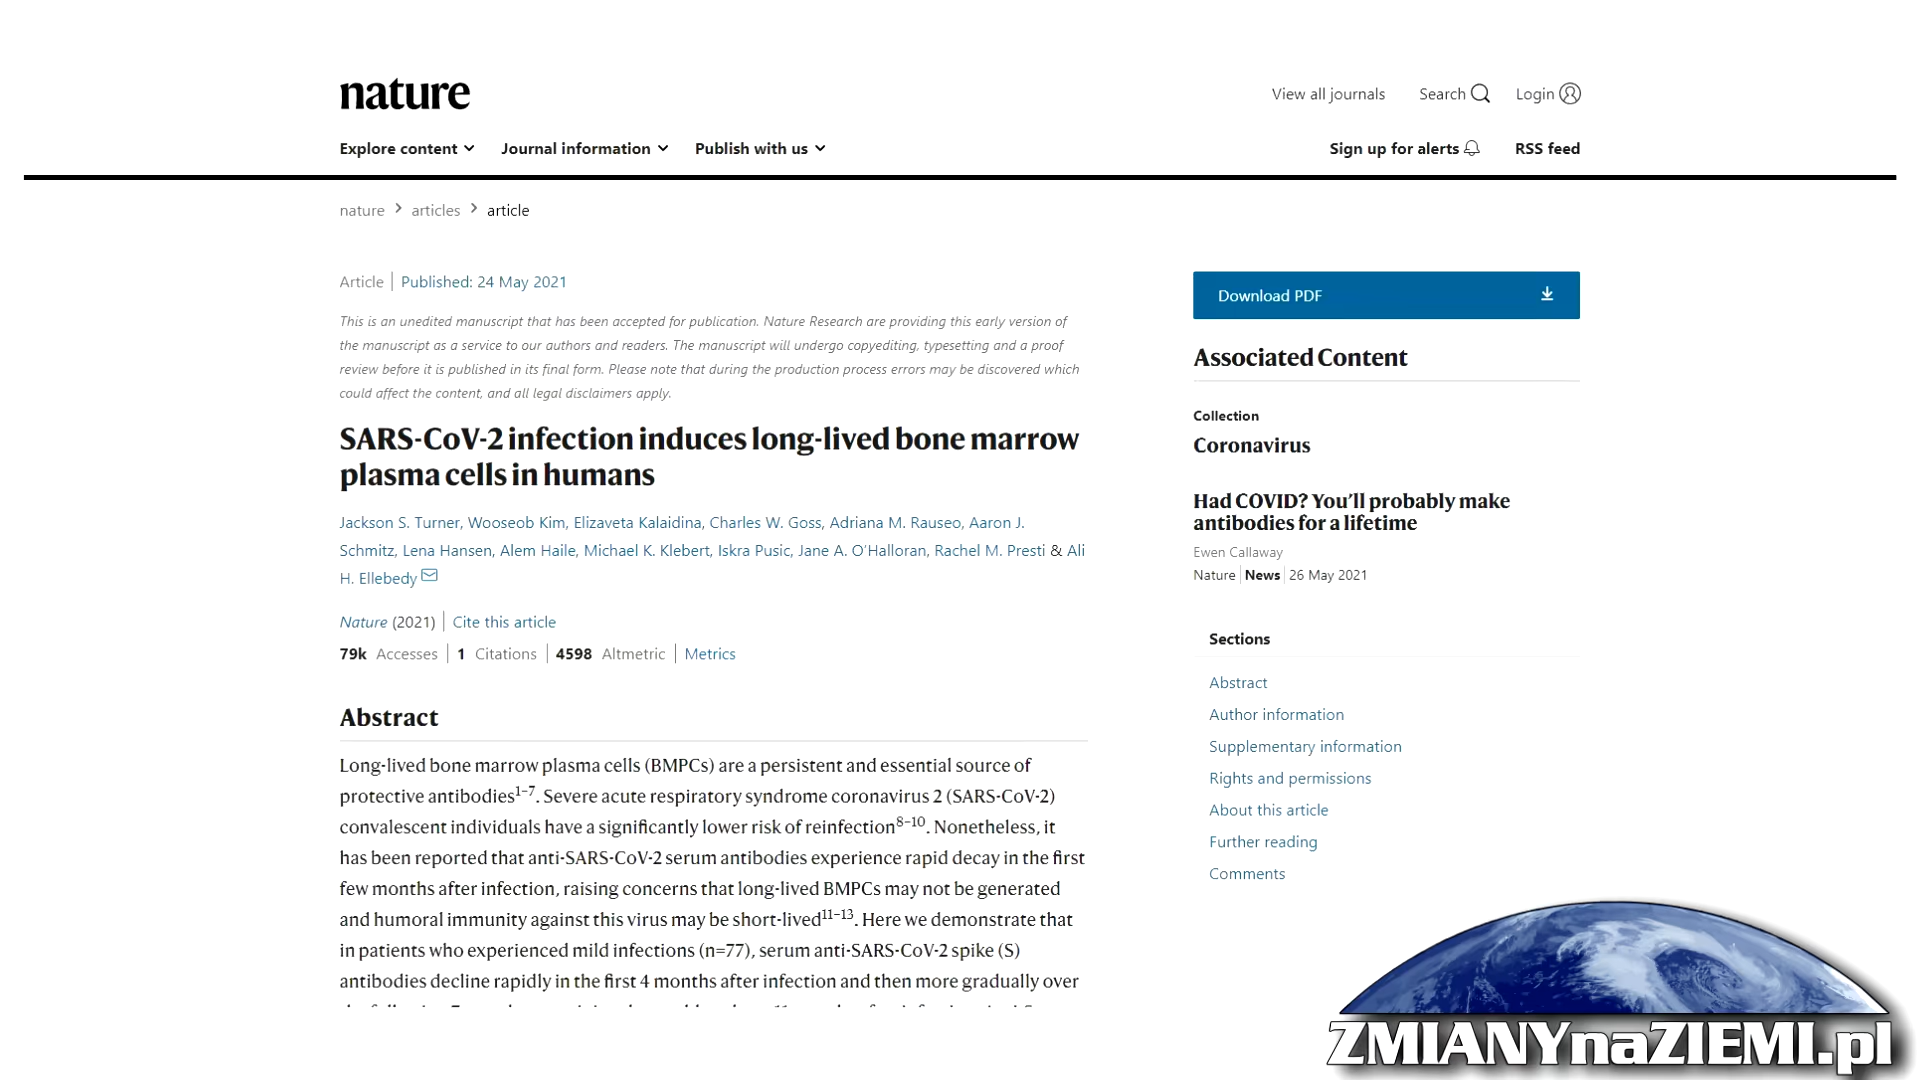 nature
View all journals
Search
Login
Explore content
Journal information
Publish with us
Sign up for alerts
RSS feed
nature > articles > article
Article | Published: 24 May 2021
This is an unedited manuscript that has been accepted for publication. Nature Research are providing this early version of
the manuscript as a service to our authors and readers. The manuscript will undergo copyediting, typesetting and a proof
review before it is published in its final form. Please note that during the production process errors may be discovered which
could affect the content, and all legal disclaimers apply.
SARS-CoV-2 infection induces long-lived bone marrow
plasma cells in humans
Jackson S. Turner, Wooseob Kim, Elizaveta Kalaidina, Charles W. Goss, Adriana M. Rauseo, Aaron J.
Schmitz, Lena Hansen, Alem Haile, Michael K. Klebert, Iskra Pusic, Jane A. O'Halloran, Rachel M. Presti & Ali
H. Ellebedy
Nature (2021) | Cite this article
79k Accesses | 1 Citations | 4598 Altmetric | Metrics
Abstract
Long-lived bone marrow plasma cells (BMPCs) are a persistent and essential source of
protective antibodies1–7. Severe acute respiratory syndrome coronavirus 2 (SARS-CoV-2)
convalescent individuals have a significantly lower risk of reinfection8–10. Nonetheless, it
has been reported that anti-SARS-CoV-2 serum antibodies experience rapid decay in the first
few months after infection, raising concerns that long-lived BMPCs may not be generated
and humoral immunity against this virus may be short-lived11–13. Here we demonstrate that
in patients who experienced mild infections (n=77), serum anti-SARS-CoV-2 spike (S)
antibodies decline rapidly in the first 4 months after infection and then more gradually over
Download PDF
Associated Content
Collection
Coronavirus
Had COVID? You'll probably make
antibodies for a lifetime
Ewen Callaway
Nature | News | 26 May 2021
Sections
Abstract
Author information
Supplementary information
Rights and permissions
About this article
Further reading
Comments
ZMIANYnaZIEMI.pl